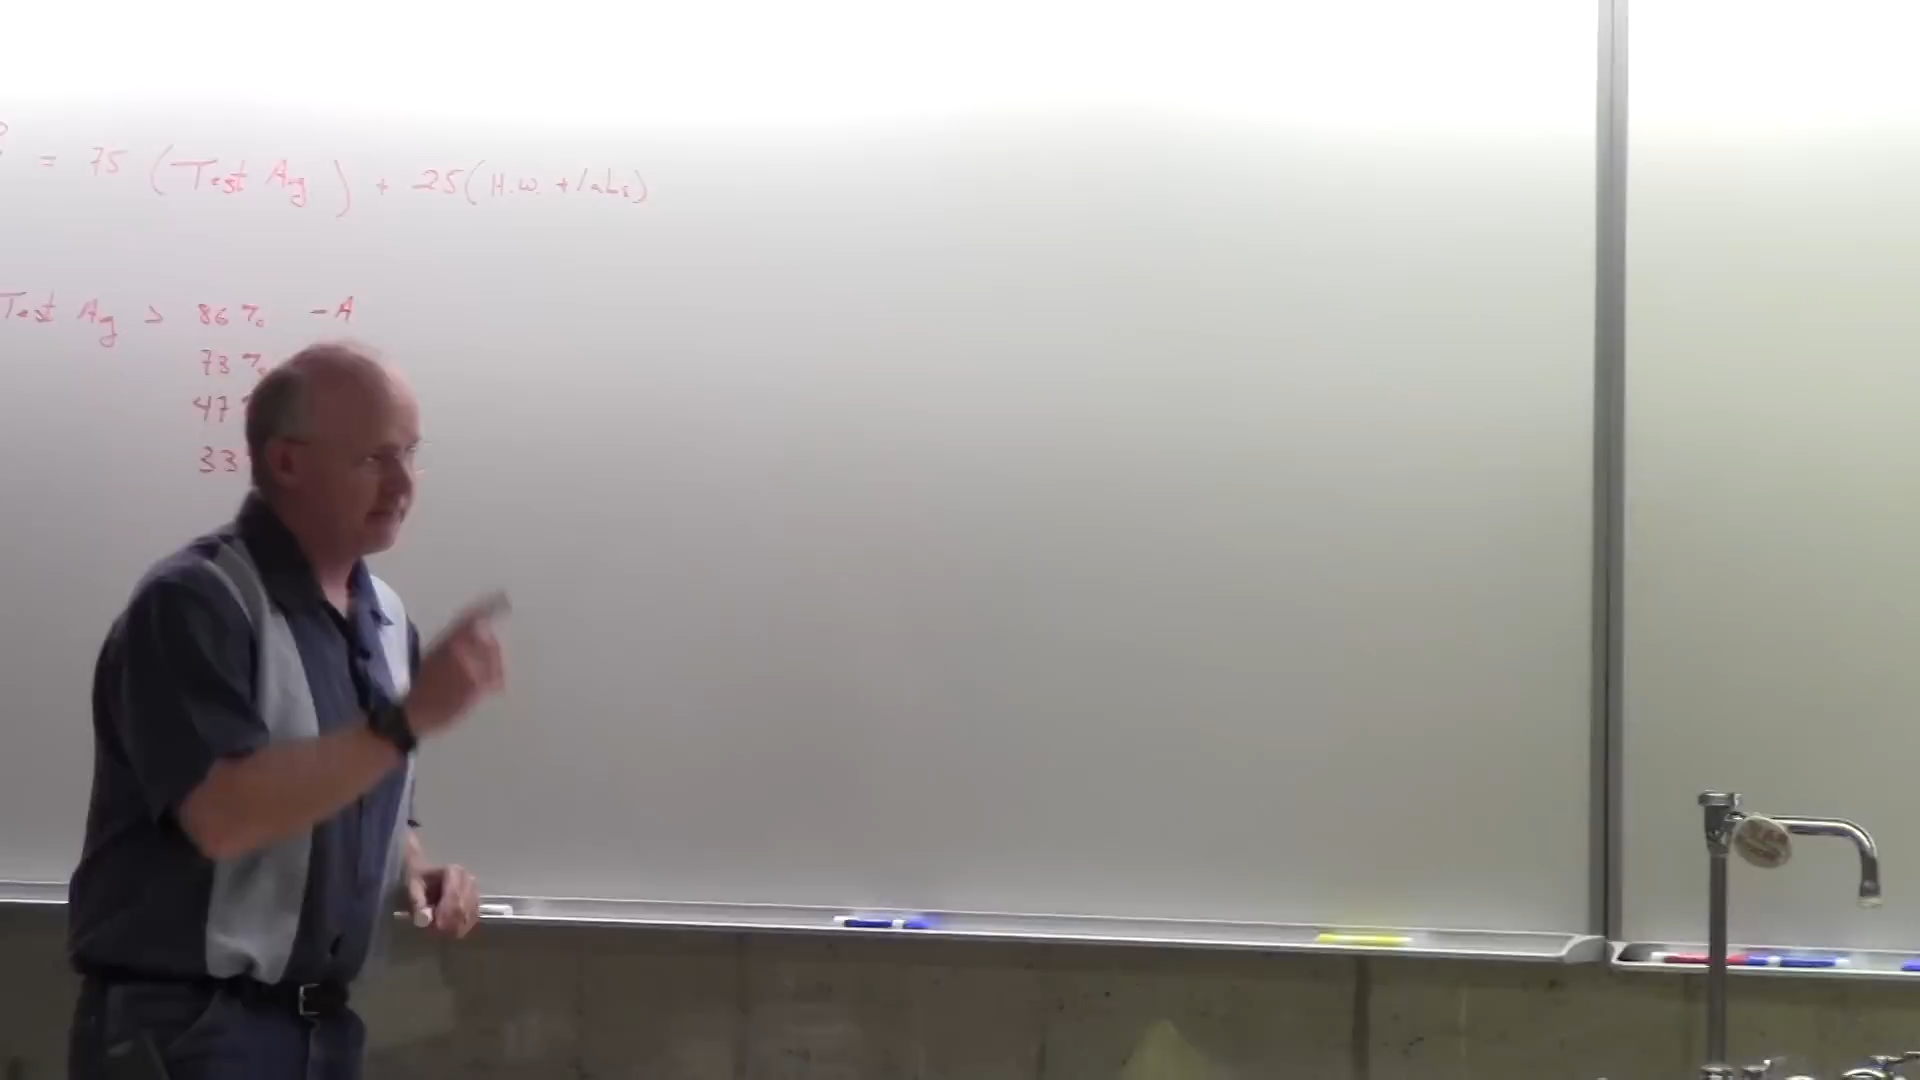 = 75 (Test Avg) + 25(H.W. + labs)
Test Avg > 86% - A
73%
47%
33